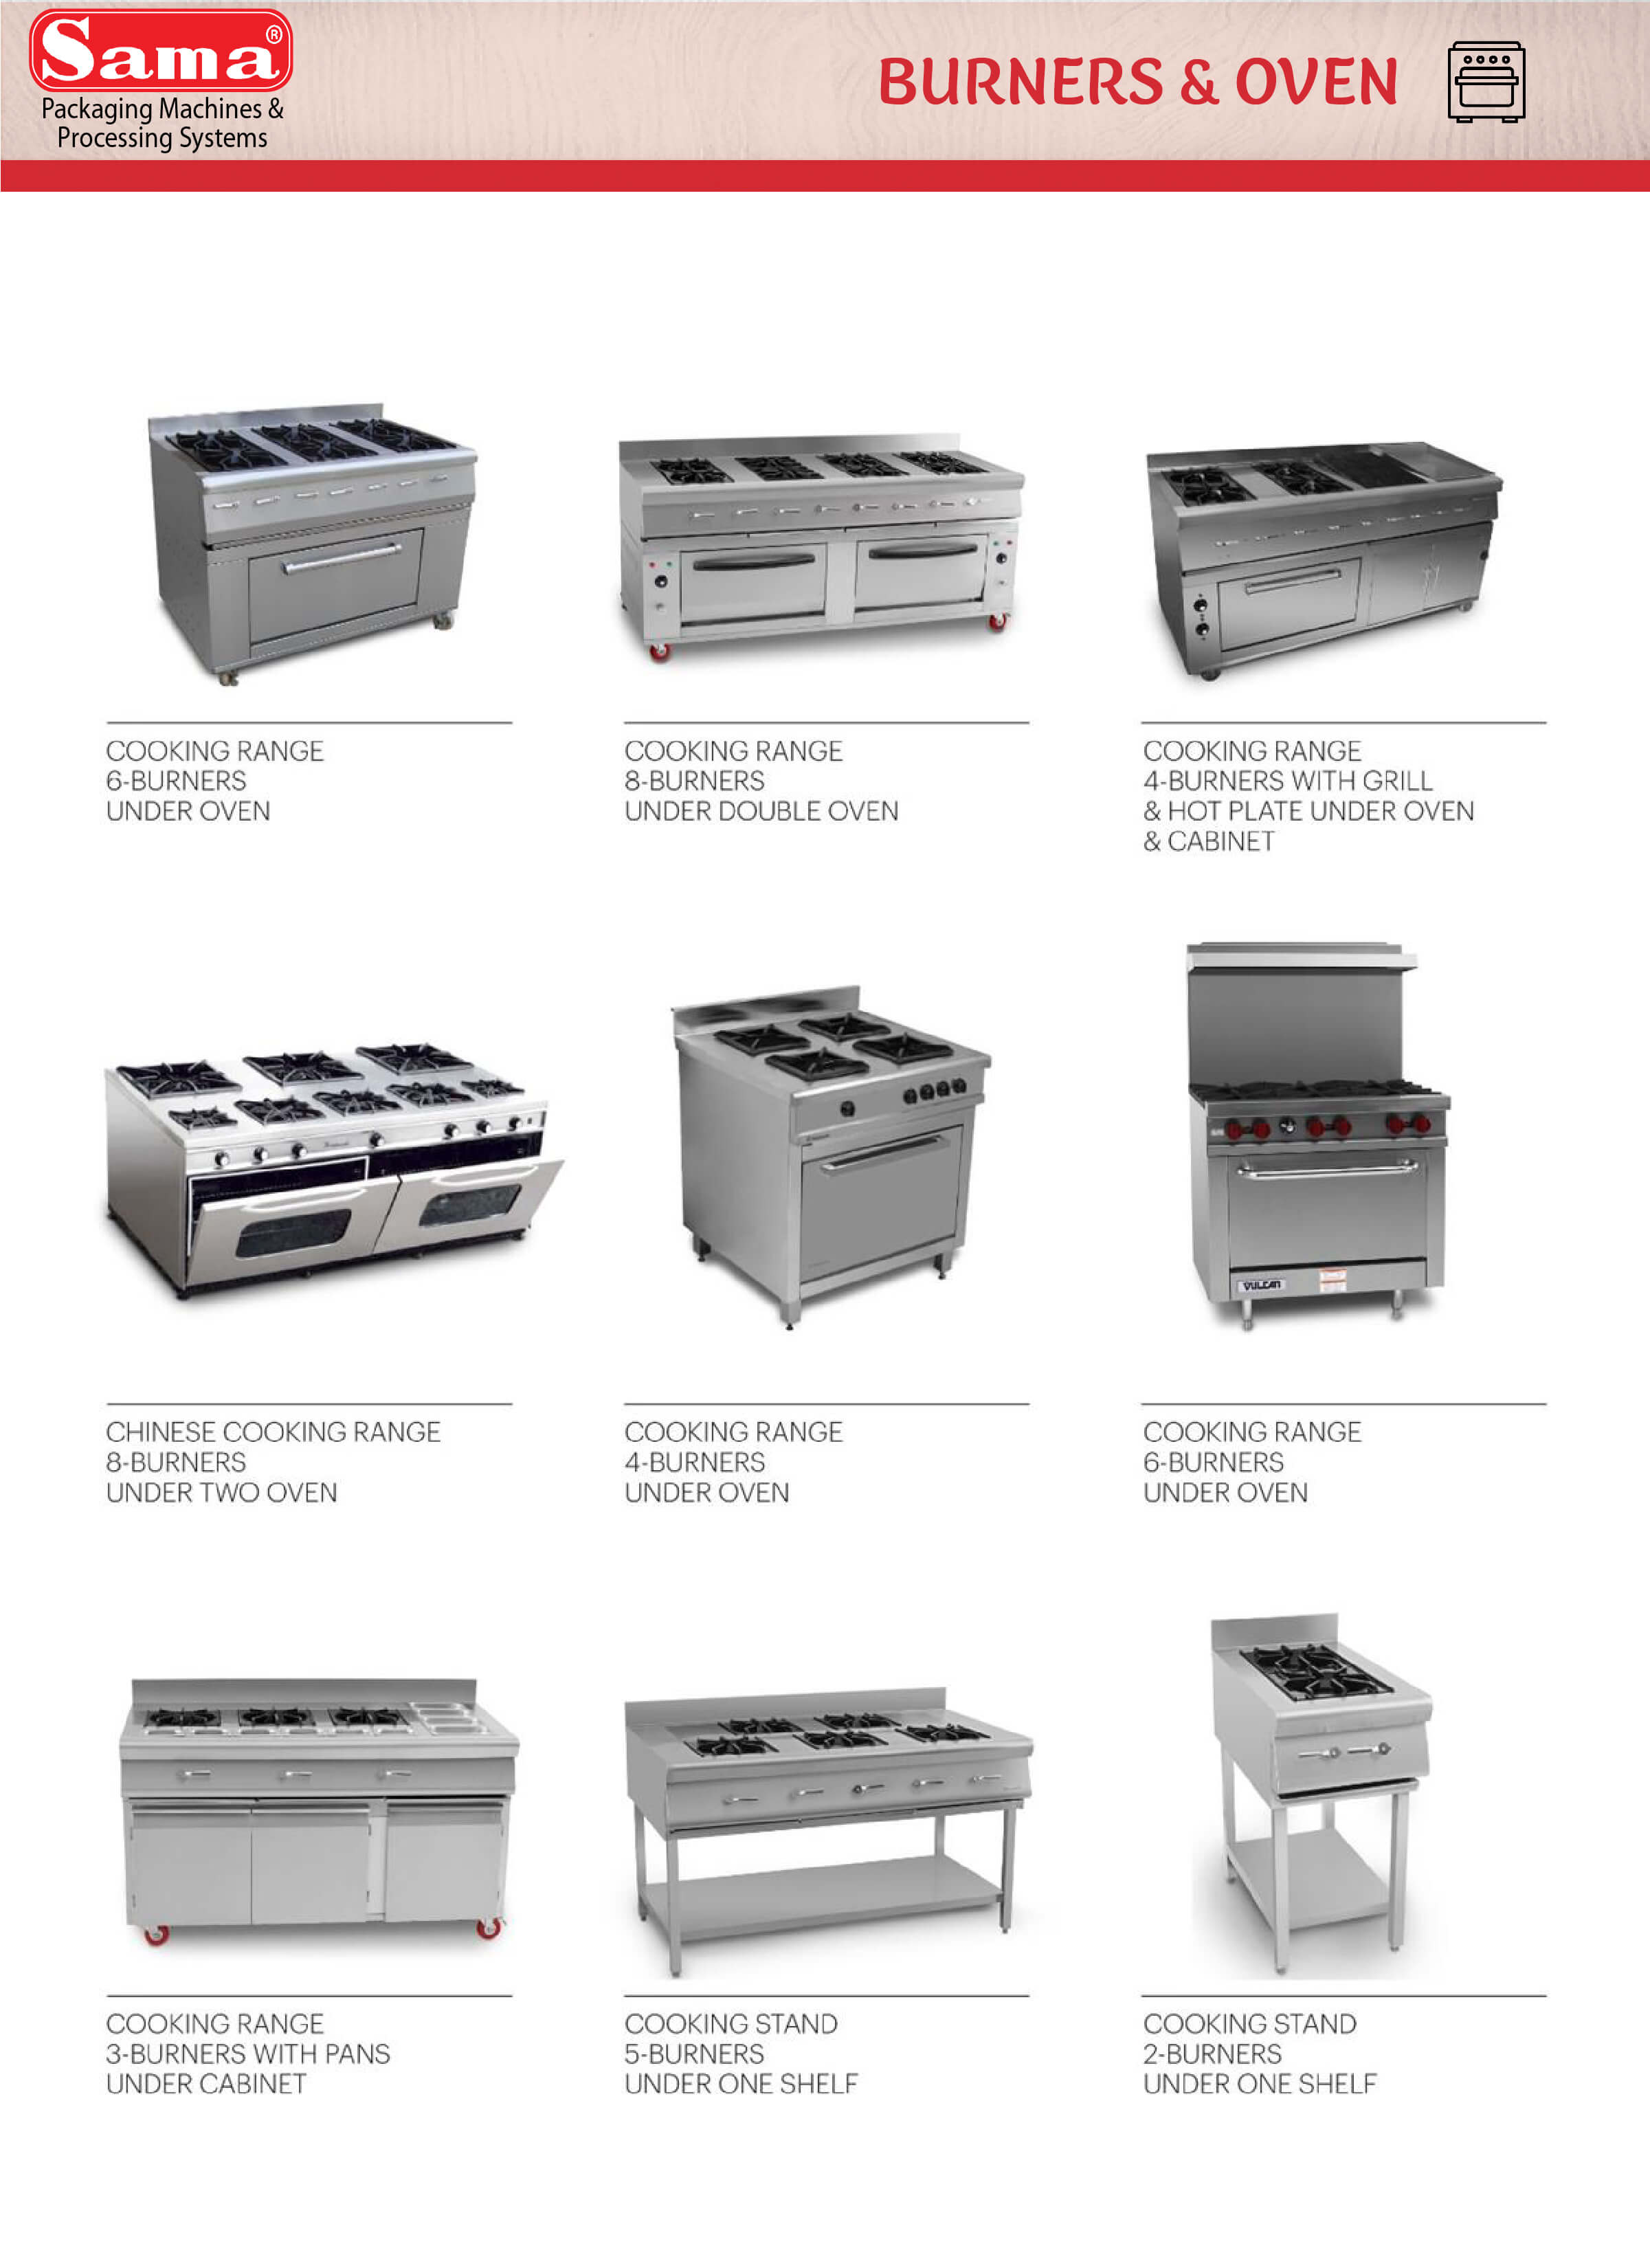 Sama®
Packaging Machines &
Processing Systems
BURNERS & OVEN
COOKING RANGE
6-BURNERS
UNDER OVEN
COOKING RANGE
8-BURNERS
UNDER DOUBLE OVEN
COOKING RANGE
4-BURNERS WITH GRILL
& HOT PLATE UNDER OVEN
& CABINET
VULCAN
CHINESE COOKING RANGE
8-BURNERS
UNDER TWO OVEN
COOKING RANGE
4-BURNERS
UNDER OVEN
COOKING RANGE
6-BURNERS
UNDER OVEN
COOKING RANGE
3-BURNERS WITH PANS
UNDER CABINET
COOKING STAND
5-BURNERS
UNDER ONE SHELF
COOKING STAND
2-BURNERS
UNDER ONE SHELF